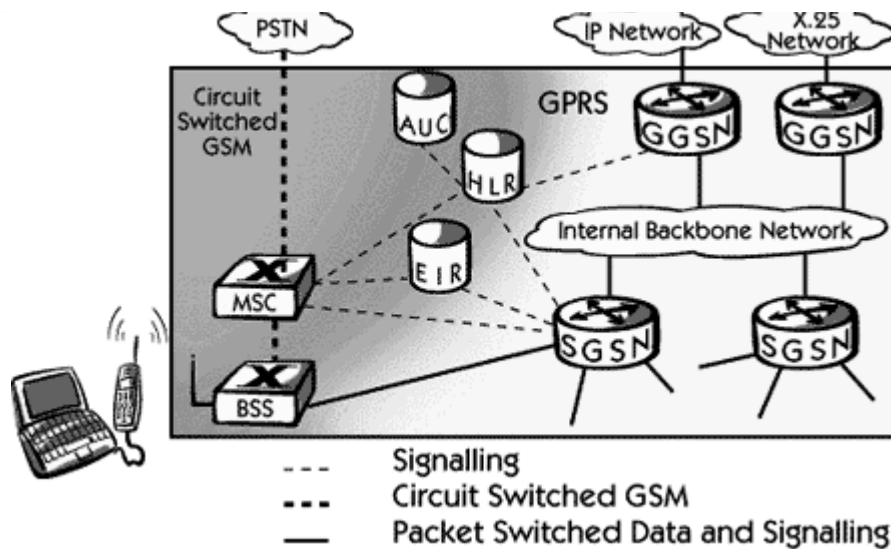 PSTN
IP Network
X.25
Network
Circuit
Switched
GSM
AUC
GPRS
GGSN
GGSN
HLR
Internal Backbone Network
EIR
MSC
SGSN
SGSN
BSS
Signalling
Circuit Switched GSM
Packet Switched Data and Signalling